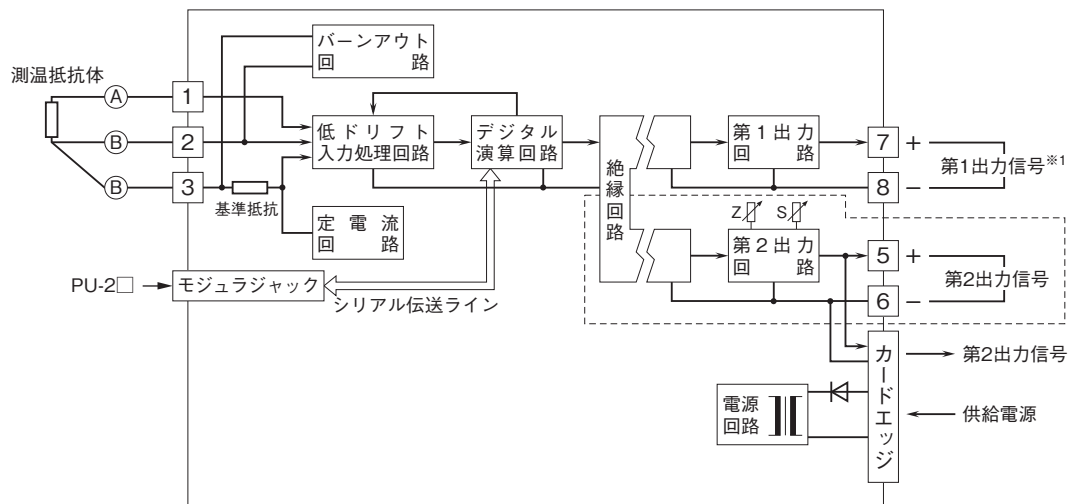 バーンアウト
回路
測温抵抗体
A
1
B
2
B
3
低ドリフト
入力処理回路
デジタル
演算回路
絶縁回路
第1出力
回路
7
+
8
−
第1出力信号※1
基準抵抗
定電流
回路
Z
S
第2出力
回路
5
+
6
−
第2出力信号
PU-2□
モジュラジャック
シリアル伝送ライン
カードエッジ
第2出力信号
電源
回路
供給電源